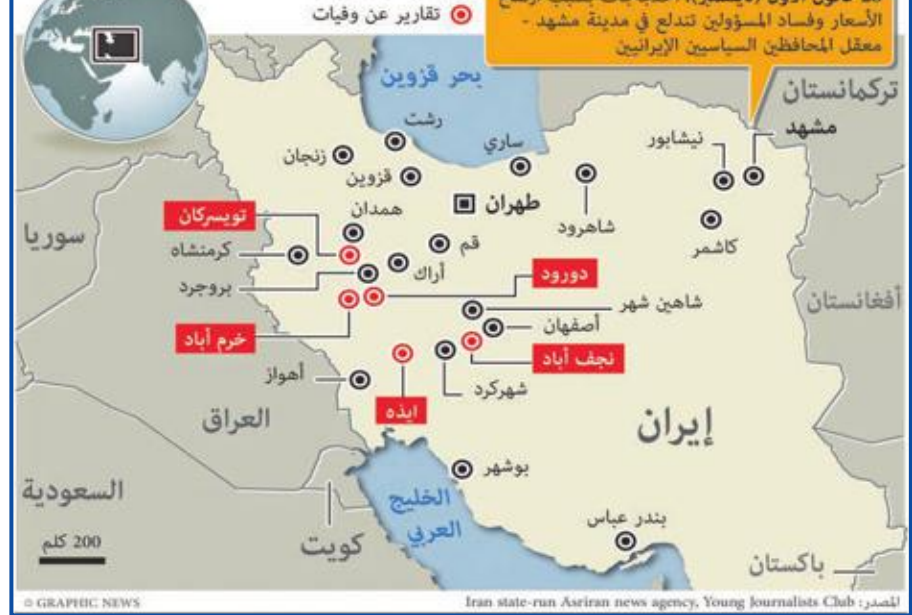 تقارير عن وفيات
الأسعار وفساد المسؤولين تندلع في مدينة مشهد -
معقل المحافظين السياسيين الإيرانيين
بحر قزوين
تركمانستان
رشت
ساري
نيشابور
مشهد
زنجان
قزوين
طهران
شاهرود
كاشمر
همدان
تويسركان
سوريا
كرمنشاه
قم
أراك
دورود
بروجرد
شاهين شهر
أفغانستان
أصفهان
خرم آباد
نجف أباد
أهواز
شهركرد
ايذه
العراق
إيران
بوشهر
السعودية
الخليج
العربي
بندر عباس
كويت
باكستان
200 كلم
© GRAPHIC NEWS
المصدر: Iran state-run Asriran news agency, Young Journalists Club